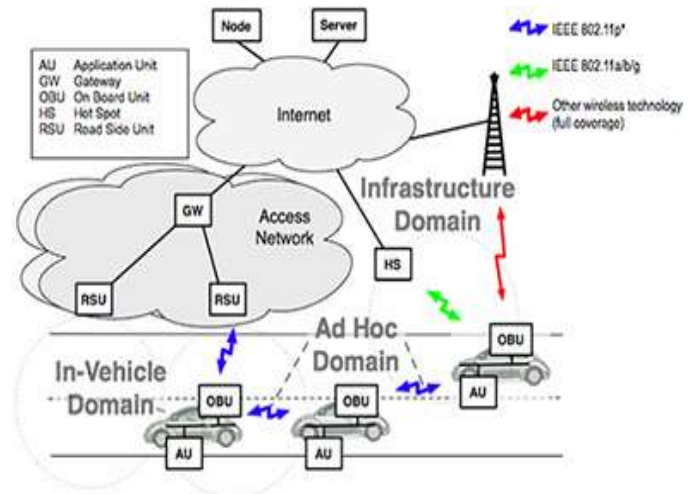 Node
Server
IEEE 802.11p*
IEEE 802.11a/b/g
Other wireless technology
(full coverage)
AU Application Unit
GW Gateway
OBU On Board Unit
HS Hot Spot
RSU Road Side Unit
Internet
Infrastructure
Domain
GW
Access
Network
HS
RSU
RSU
Ad Hoc
Domain
OBU
In-Vehicle
Domain
OBU
OBU
AU
AU
AU